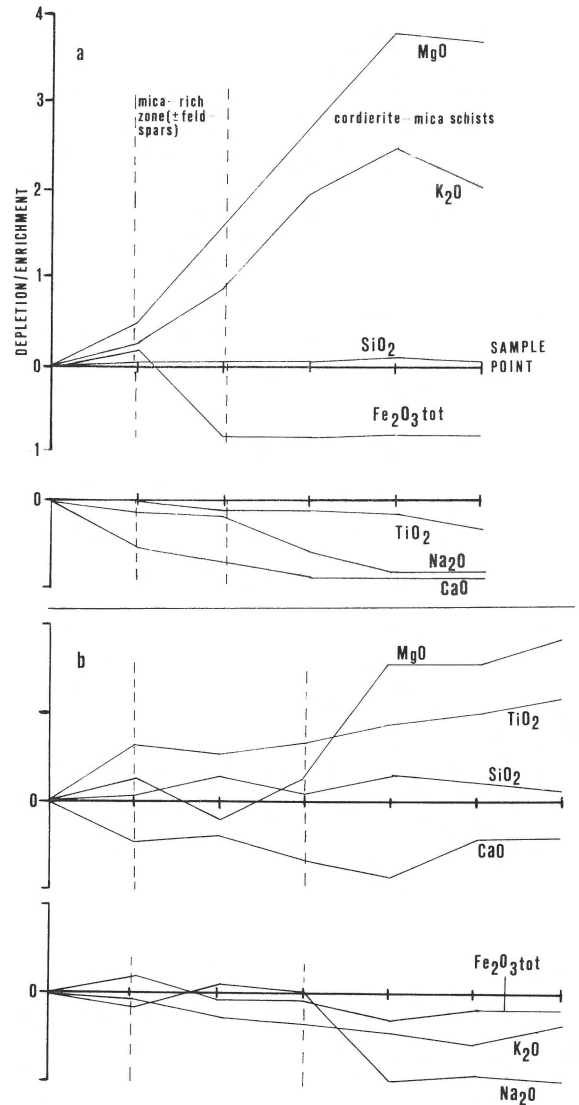 4
a
MgO
mica- rich
zone(±feld-
spars)
3
cordierite-mica schists
K2O
2
DEPLETION/ENRICHMENT
1
SiO2
SAMPLE
POINT
0
Fe2O3tot
1
0
TiO2
Na2O
CaO
b
MgO
TiO2
SiO2
0
CaO
Fe2O3tot
0
K2O
Na2O